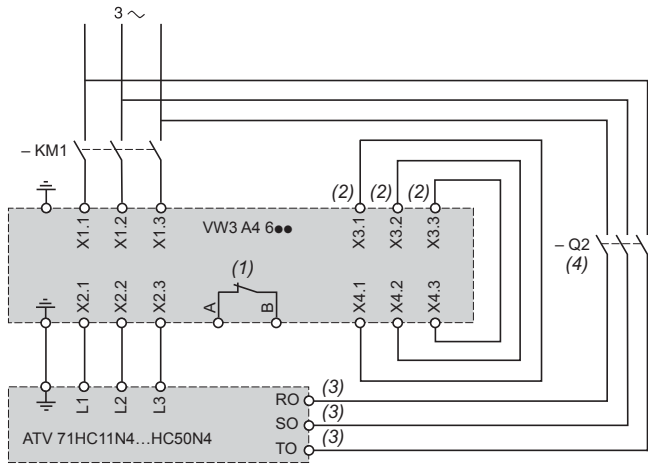 3 ~
– KM1
(2) (2) (2)
X1.1 X1.2 X1.3 VW3 A4 6●● X3.1 X3.2 X3.3
– Q2
(4)
(1)
X2.1 X2.2 X2.3 A B X4.1 X4.2 X4.3
L1 L2 L3 RO (3)
SO (3)
ATV 71HC11N4...HC50N4 TO (3)